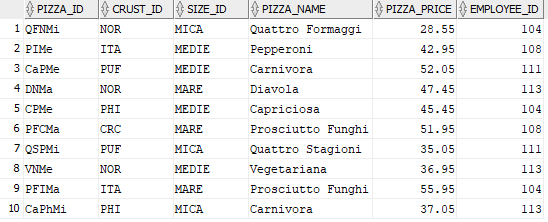 PIZZA_ID CRUST_ID SIZE_ID PIZZA_NAME PIZZA_PRICE EMPLOYEE_ID
1 QFNMi NOR MICA Quattro Formaggi 28.55 104
2 PIMe ITA MEDIE Pepperoni 42.95 108
3 CaPMe PUF MEDIE Carnivora 52.05 111
4 DNMa NOR MARE Diavola 47.45 113
5 CPMe PHI MEDIE Capriciosa 45.45 104
6 PFCMa CRC MARE Prosciutto Funghi 51.95 108
7 QSPMi PUF MICA Quattro Stagioni 35.05 111
8 VNMe NOR MEDIE Vegetariana 36.95 113
9 PFIMa ITA MARE Prosciutto Funghi 55.95 104
10 CaPhMi PHI MICA Carnivora 37.05 113